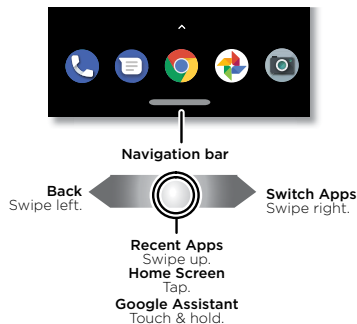 Navigation bar
Back
Swipe left.
Switch Apps
Swipe right.
Recent Apps
Swipe up.
Home Screen
Tap.
Google Assistant
Touch & hold.